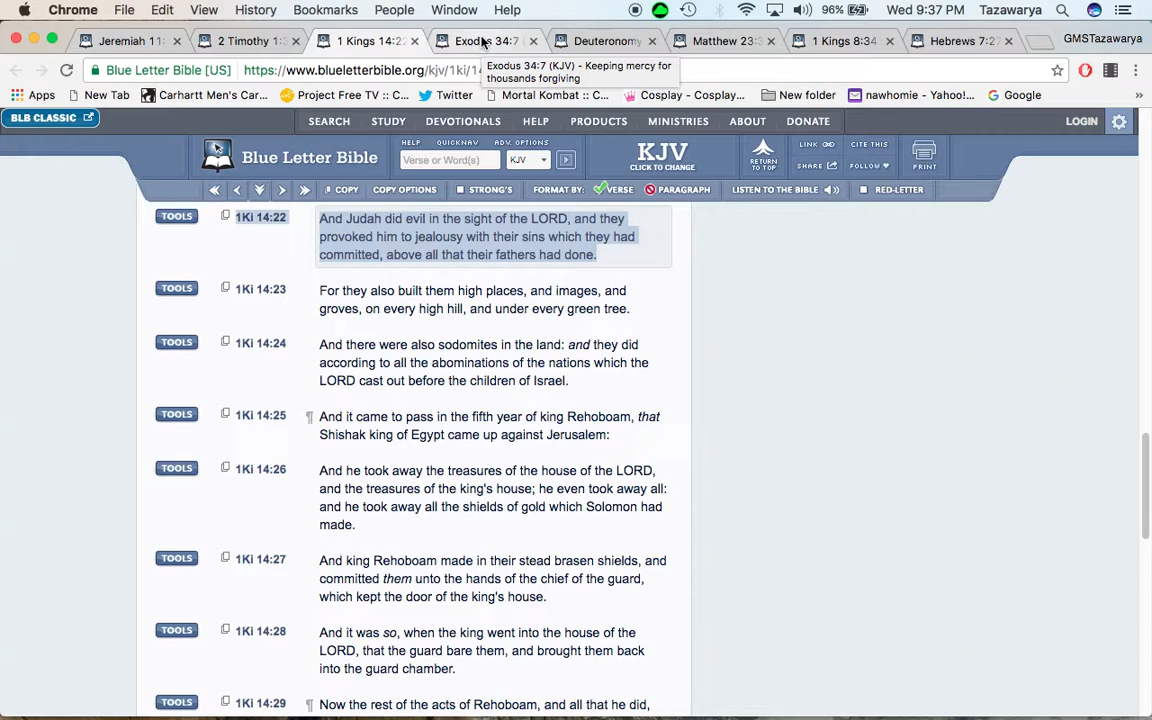 Chrome File Edit View History Bookmarks People Window Help 96% Wed 9:37 PM Tazawarya
Jeremiah 11: 2 Timothy 1:3 1 Kings 14:22 Exodus 34:7 ( Deuteronomy Matthew 23:3 1 Kings 8:34 Hebrews 7:27 GMSTazawarya
Blue Letter Bible [US] https://www.blueletterbible.org/kjv/1ki/14
Exodus 34:7 (KJV) - Keeping mercy for
thousands forgiving
Apps New Tab Carhartt Men's Car... Project Free TV :: C... Twitter Mortal Kombat :: C... Cosplay - Cosplay... New folder nawhomie - Yahoo!... Google »
BLB CLASSIC SEARCH STUDY DEVOTIONALS HELP PRODUCTS MINISTRIES ABOUT DONATE LOGIN
Blue Letter Bible
HELP QUICKNAV ADV. OPTIONS
Verse or Word(s) KJV
KJV
CLICK TO CHANGE
RETURN
TO TOP
LINK CITE THIS
SHARE FOLLOW
PRINT
COPY COPY OPTIONS STRONG'S FORMAT BY: VERSE PARAGRAPH LISTEN TO THE BIBLE RED-LETTER
TOOLS 1Ki 14:22 And Judah did evil in the sight of the LORD, and they
provoked him to jealousy with their sins which they had
committed, above all that their fathers had done.
TOOLS 1Ki 14:23 For they also built them high places, and images, and
groves, on every high hill, and under every green tree.
TOOLS 1Ki 14:24 And there were also sodomites in the land: and they did
according to all the abominations of the nations which the
LORD cast out before the children of Israel.
TOOLS 1Ki 14:25 ¶ And it came to pass in the fifth year of king Rehoboam, that
Shishak king of Egypt came up against Jerusalem:
TOOLS 1Ki 14:26 And he took away the treasures of the house of the LORD,
and the treasures of the king's house; he even took away all:
and he took away all the shields of gold which Solomon had
made.
TOOLS 1Ki 14:27 And king Rehoboam made in their stead brasen shields, and
committed them unto the hands of the chief of the guard,
which kept the door of the king's house.
TOOLS 1Ki 14:28 And it was so, when the king went into the house of the
LORD, that the guard bare them, and brought them back
into the guard chamber.
TOOLS 1Ki 14:29 ¶ Now the rest of the acts of Rehoboam, and all that he did,